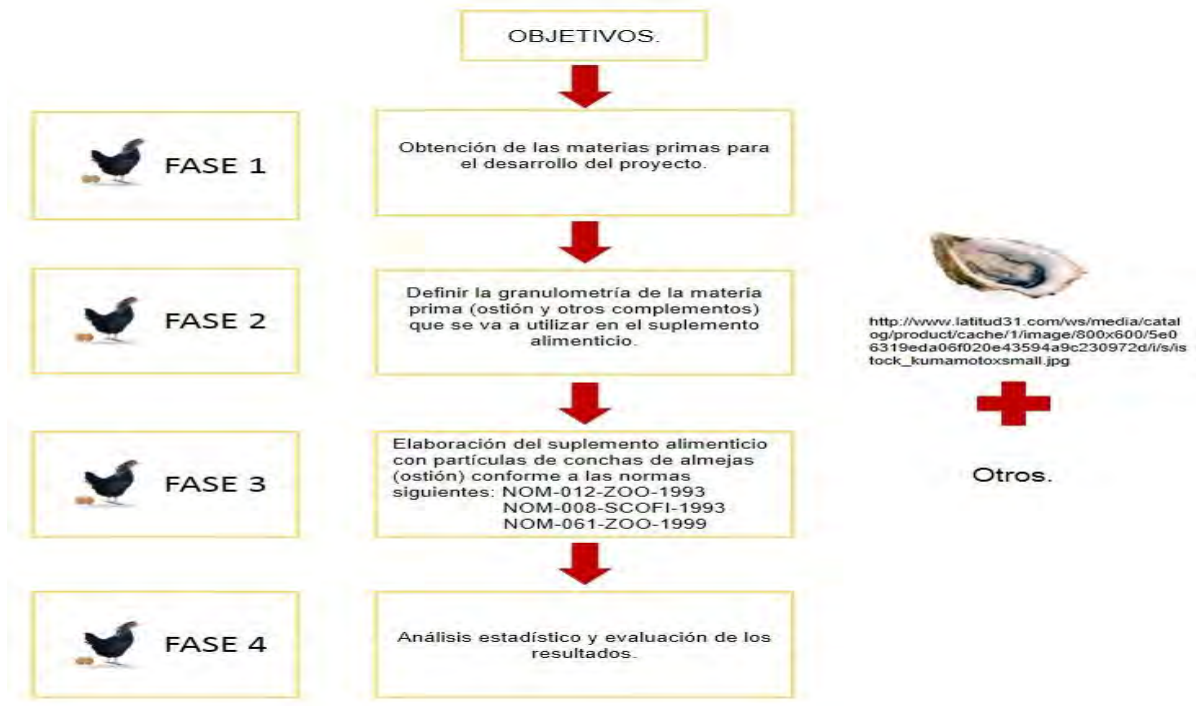 OBJETIVOS.
FASE 1
Obtención de las materias primas para
el desarrollo del proyecto.
FASE 2
Definir la granulometría de la materia
prima (ostión y otros complementos)
que se va a utilizar en el suplemento
alimenticio.
http://www.latitud31.com/ws/media/catal
og/product/cache/1/image/800x600/5e0
6319eda06f020e43594a9c230972d/i/s/is
tock_kumamotoxsmall.jpg
FASE 3
Elaboración del suplemento alimenticio
con partículas de conchas de almejas
(ostión) conforme a las normas
siguientes: NOM-012-ZOO-1993
NOM-008-SCOFI-1993
NOM-061-ZOO-1999
Otros.
FASE 4
Análisis estadístico y evaluación de los
resultados.